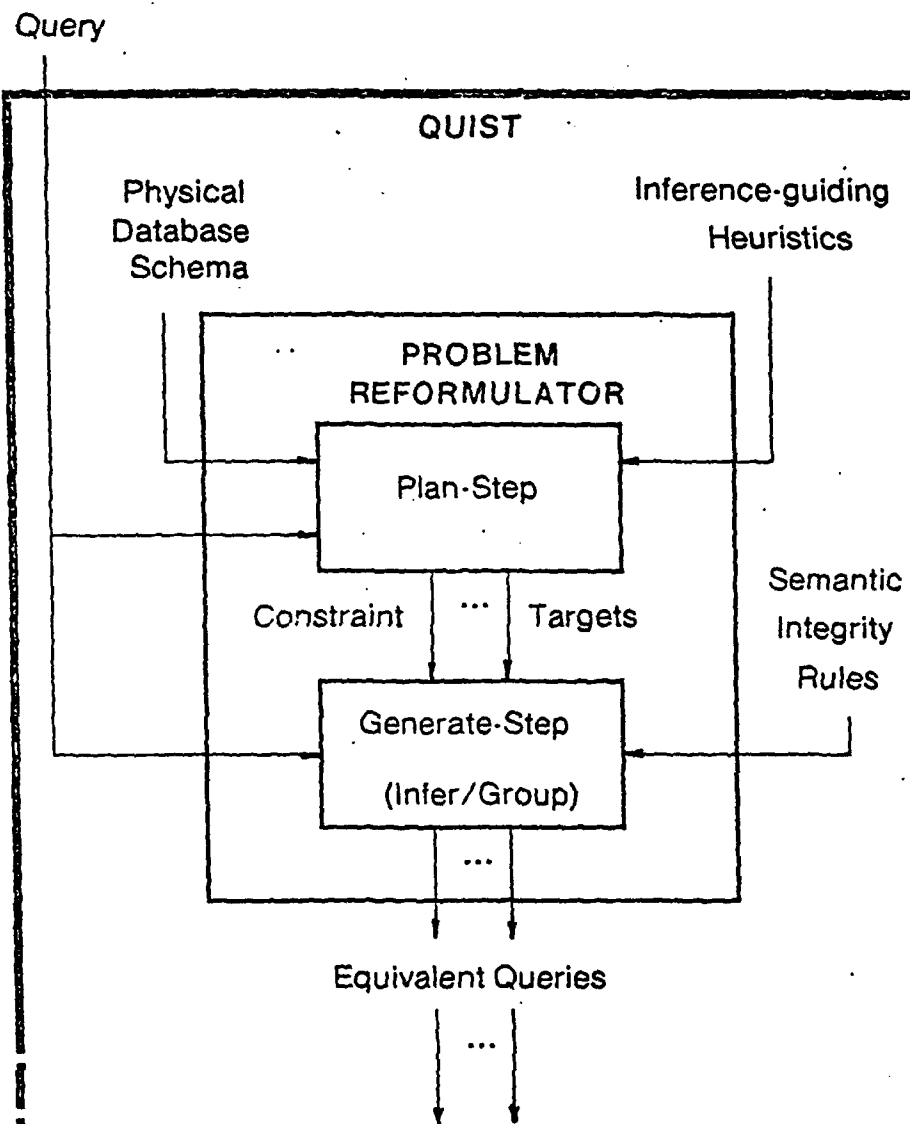 Query
QUIST
Physical
Database
Schema
Inference-guiding
Heuristics
PROBLEM
REFORMULATOR
Plan-Step
Constraint ... Targets
Semantic
Integrity
Rules
Generate-Step
(Infer/Group)
...
Equivalent Queries
...